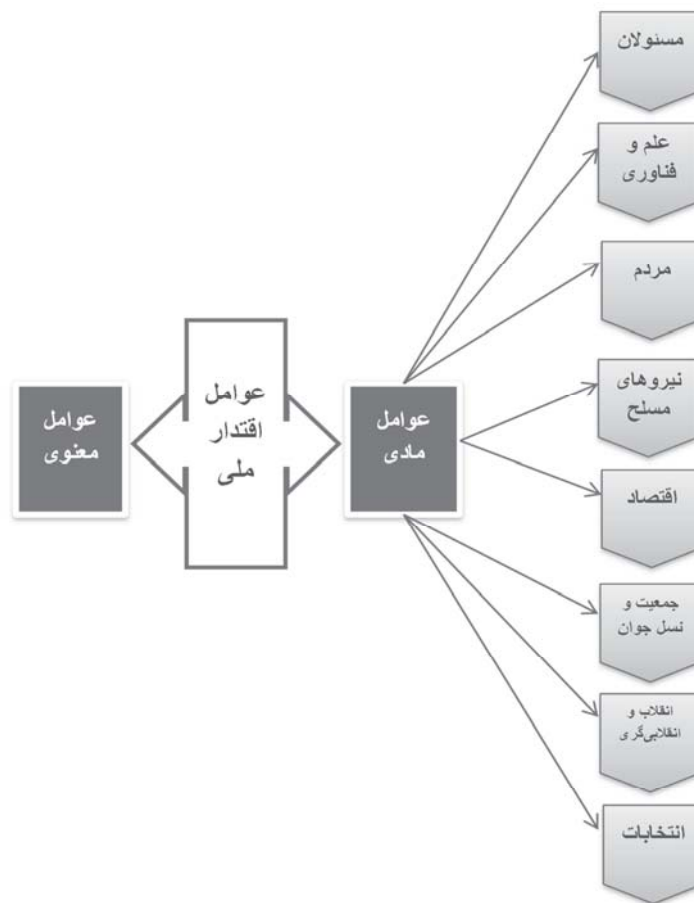 مسئولان
علم و
فناوری
مردم
نیروهای
مسلح
اقتصاد
جمعیت و
نسل جوان
انقلاب و
انقلابی‌گری
انتخابات
عوامل
مادی
عوامل
اقتدار
ملی
عوامل
معنوی